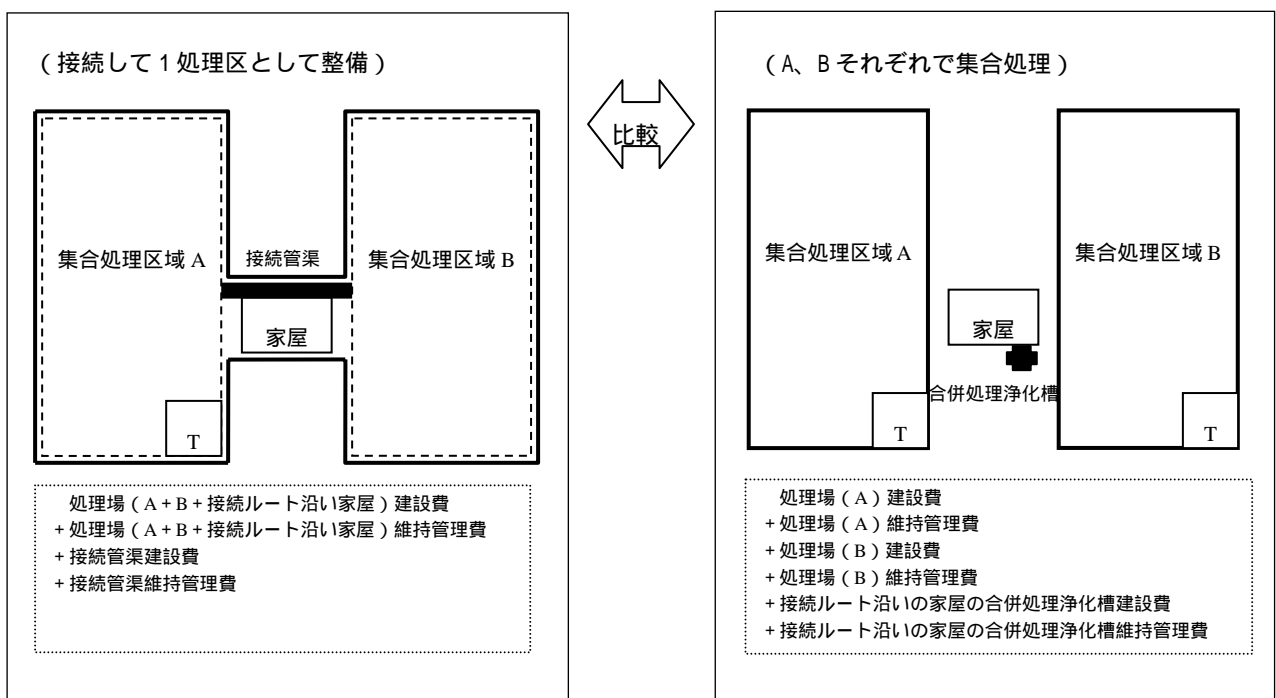 （接続して１処理区として整備）
集合処理区域 A
接続管渠
集合処理区域 B
家屋
T
処理場（A+B+接続ルート沿い家屋）建設費
+処理場（A+B+接続ルート沿い家屋）維持管理費
+接続管渠建設費
+接続管渠維持管理費
比較
（A、B それぞれで集合処理）
集合処理区域 A
集合処理区域 B
家屋
合併処理浄化槽
T
T
処理場（A）建設費
+処理場（A）維持管理費
+処理場（B）建設費
+処理場（B）維持管理費
+接続ルート沿いの家屋の合併処理浄化槽建設費
+接続ルート沿いの家屋の合併処理浄化槽維持管理費